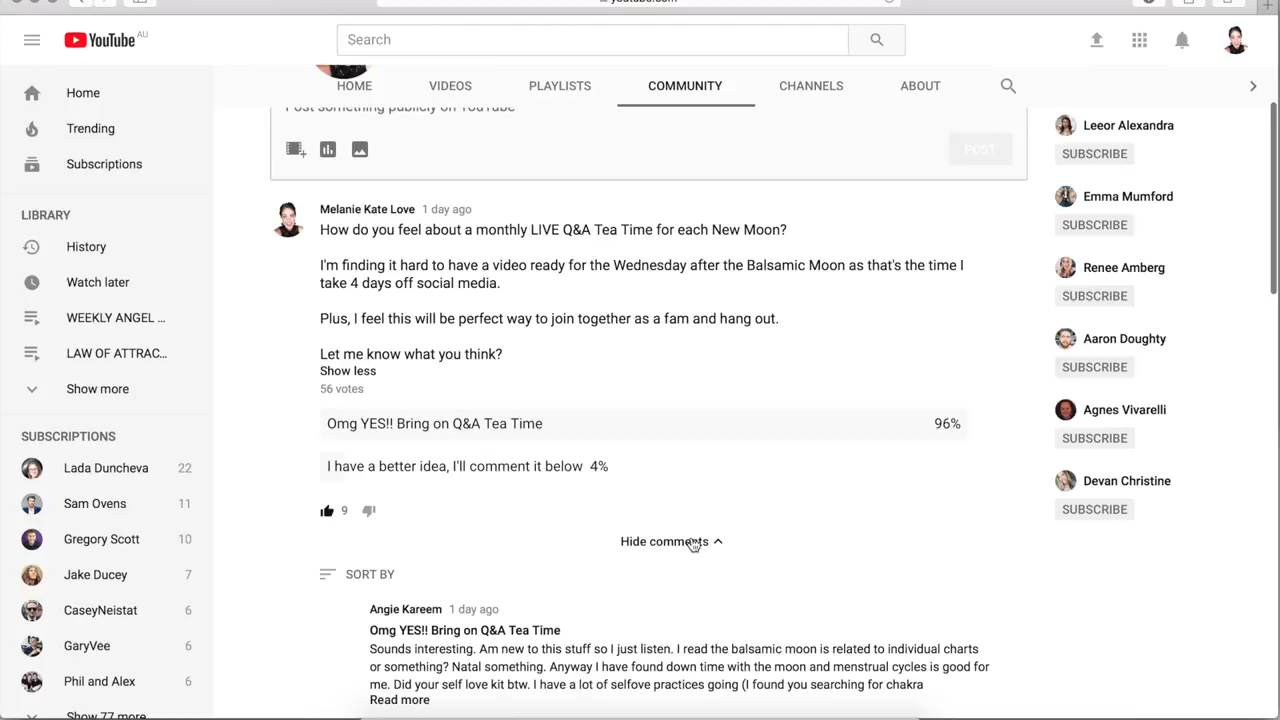 youtube.com
YouTube AU
Search
HOME
VIDEOS
PLAYLISTS
COMMUNITY
CHANNELS
ABOUT
Home
Trending
Subscriptions
LIBRARY
History
Watch later
WEEKLY ANGEL ...
LAW OF ATTRAC...
Show more
SUBSCRIPTIONS
Lada Duncheva 22
Sam Ovens 11
Gregory Scott 10
Jake Ducey 7
CaseyNeistat 6
GaryVee 6
Phil and Alex 6
Show 77 more
Post something publicly on YouTube
POST
Melanie Kate Love 1 day ago
How do you feel about a monthly LIVE Q&A Tea Time for each New Moon?
I'm finding it hard to have a video ready for the Wednesday after the Balsamic Moon as that's the time I
take 4 days off social media.
Plus, I feel this will be perfect way to join together as a fam and hang out.
Let me know what you think?
Show less
56 votes
Omg YES!! Bring on Q&A Tea Time 96%
I have a better idea, I'll comment it below 4%
9
Hide comments
SORT BY
Angie Kareem 1 day ago
Omg YES!! Bring on Q&A Tea Time
Sounds interesting. Am new to this stuff so I just listen. I read the balsamic moon is related to individual charts
or something? Natal something. Anyway I have found down time with the moon and menstrual cycles is good for
me. Did your self love kit btw. I have a lot of selfove practices going (I found you searching for chakra
Read more
Leeor Alexandra
SUBSCRIBE
Emma Mumford
SUBSCRIBE
Renee Amberg
SUBSCRIBE
Aaron Doughty
SUBSCRIBE
Agnes Vivarelli
SUBSCRIBE
Devan Christine
SUBSCRIBE